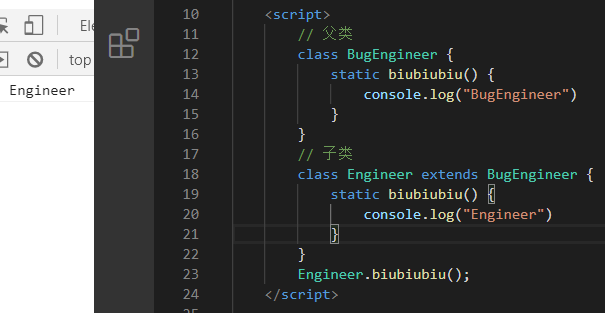 Ele
top
Engineer
10 <script>
11 // 父类
12 class BugEngineer {
13 static biubiubiu() {
14 console.log("BugEngineer")
15 }
16 }
17 // 子类
18 class Engineer extends BugEngineer {
19 static biubiubiu() {
20 console.log("Engineer")
21 }
22 }
23 Engineer.biubiubiu();
24 </script>